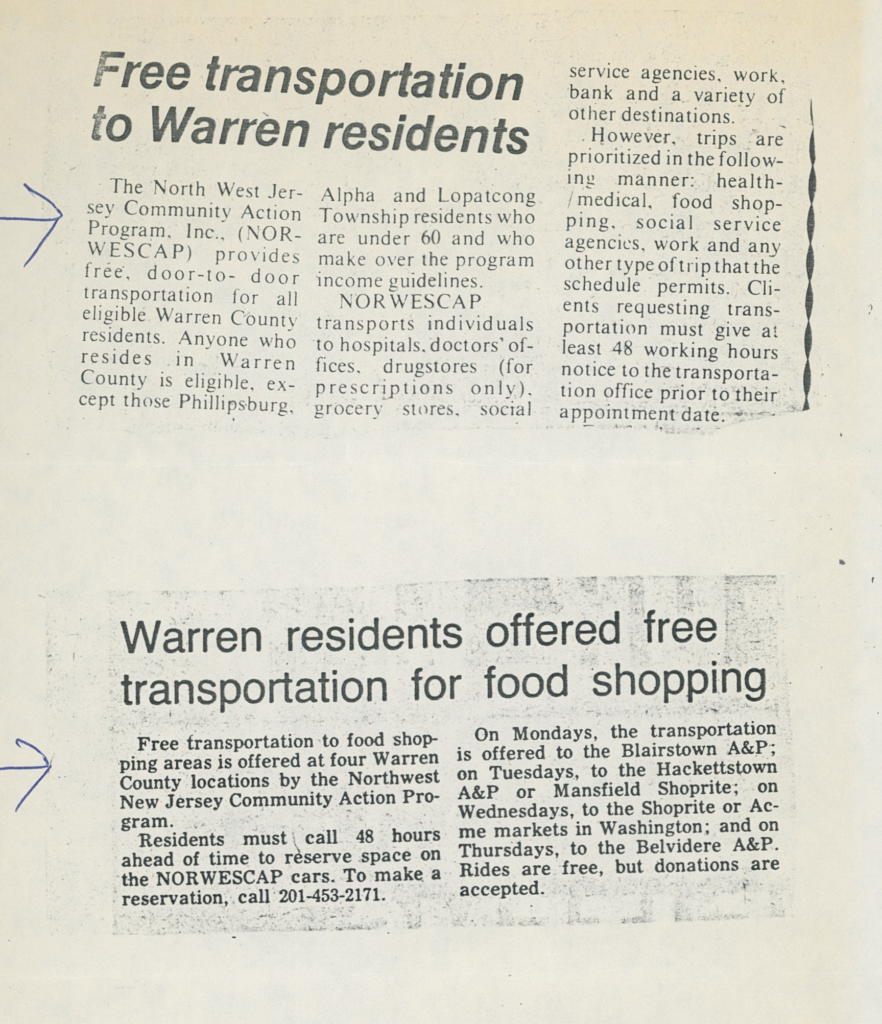 Free transportation
to Warren residents
The North West Jer-
sey Community Action
Program, Inc., (NOR-
WESCAP) provides
free, door-to- door
transportation for all
eligible Warren County
residents. Anyone who
resides in Warren
County is eligible, ex-
cept those Phillipsburg,
Alpha and Lopatcong
Township residents who
are under 60 and who
make over the program
income guidelines.
NORWESCAP
transports individuals
to hospitals, doctors' of-
fices, drugstores (for
prescriptions only),
grocery stores, social
service agencies, work,
bank and a variety of
other destinations.
However, trips are
prioritized in the follow-
ing manner: health-
/medical, food shop-
ping, social service
agencies, work and any
other type of trip that the
schedule permits. Cli-
ents requesting trans-
portation must give at
least 48 working hours
notice to the transporta-
tion office prior to their
appointment date.
Warren residents offered free
transportation for food shopping
Free transportation to food shop-
ping areas is offered at four Warren
County locations by the Northwest
New Jersey Community Action Pro-
gram.
Residents must call 48 hours
ahead of time to reserve space on
the NORWESCAP cars. To make a
reservation, call 201-453-2171.
On Mondays, the transportation
is offered to the Blairstown A&P;
on Tuesdays, to the Hackettstown
A&P or Mansfield Shoprite; on
Wednesdays, to the Shoprite or Ac-
me markets in Washington; and on
Thursdays, to the Belvidere A&P.
Rides are free, but donations are
accepted.